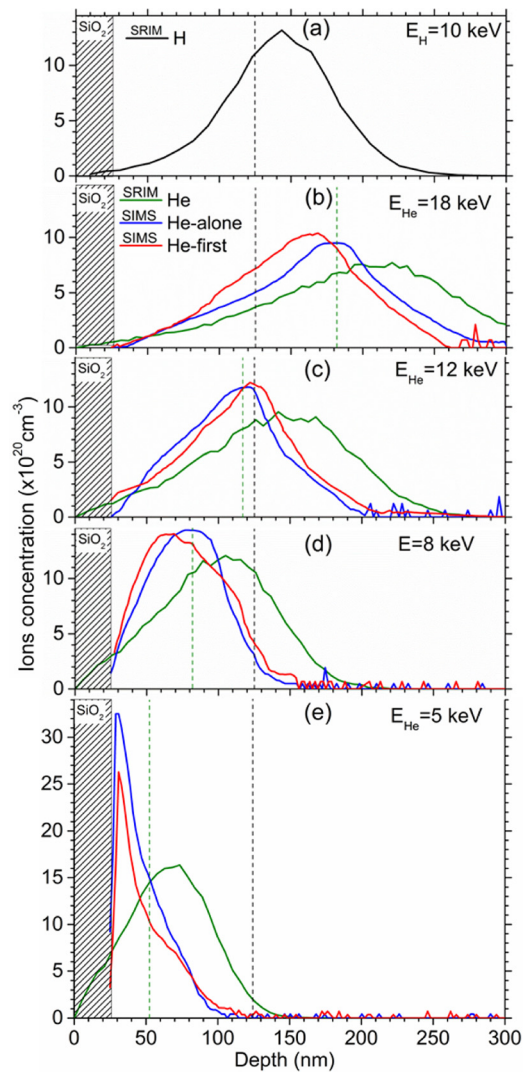 SiO2
SRIM H
(a)
EH=10 keV
10
5
0
SiO2
SRIM He
SIMS He-alone
SIMS He-first
(b)
EHe=18 keV
10
5
0
SiO2
(c)
EHe=12 keV
10
5
0
SiO2
(d)
E=8 keV
10
5
0
SiO2
(e)
EHe=5 keV
30
25
20
15
10
5
0
Ions concentration (x10^20cm^-3)
0 50 100 150 200 250 300
Depth (nm)